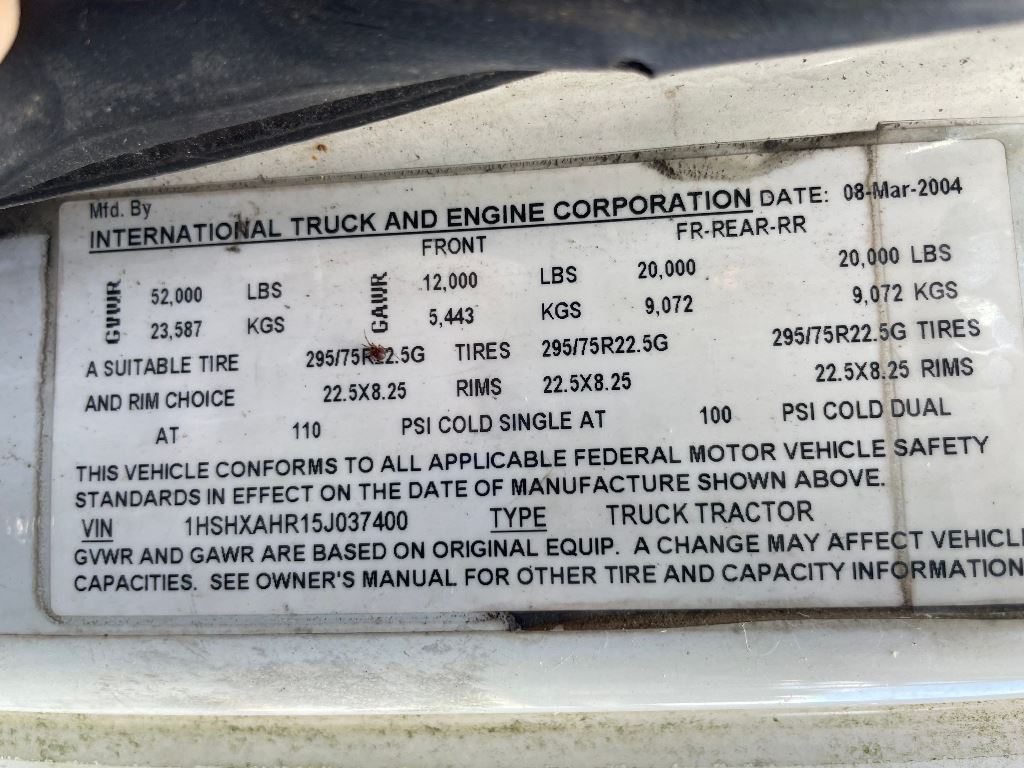 Mfd. By
INTERNATIONAL TRUCK AND ENGINE CORPORATION DATE: 08-Mar-2004
FRONT FR-REAR-RR
GVWR 52,000 LBS GAWR 12,000 LBS 20,000 20,000 LBS
23,587 KGS 5,443 KGS 9,072 9,072 KGS
A SUITABLE TIRE 295/75R22.5G TIRES 295/75R22.5G 295/75R22.5G TIRES
AND RIM CHOICE 22.5X8.25 RIMS 22.5X8.25 22.5X8.25 RIMS
AT 110 PSI COLD SINGLE AT 100 PSI COLD DUAL
THIS VEHICLE CONFORMS TO ALL APPLICABLE FEDERAL MOTOR VEHICLE SAFETY
STANDARDS IN EFFECT ON THE DATE OF MANUFACTURE SHOWN ABOVE.
VIN 1HSHXAHR15J037400 TYPE TRUCK TRACTOR
GVWR AND GAWR ARE BASED ON ORIGINAL EQUIP. A CHANGE MAY AFFECT VEHICL
CAPACITIES. SEE OWNER'S MANUAL FOR OTHER TIRE AND CAPACITY INFORMATION